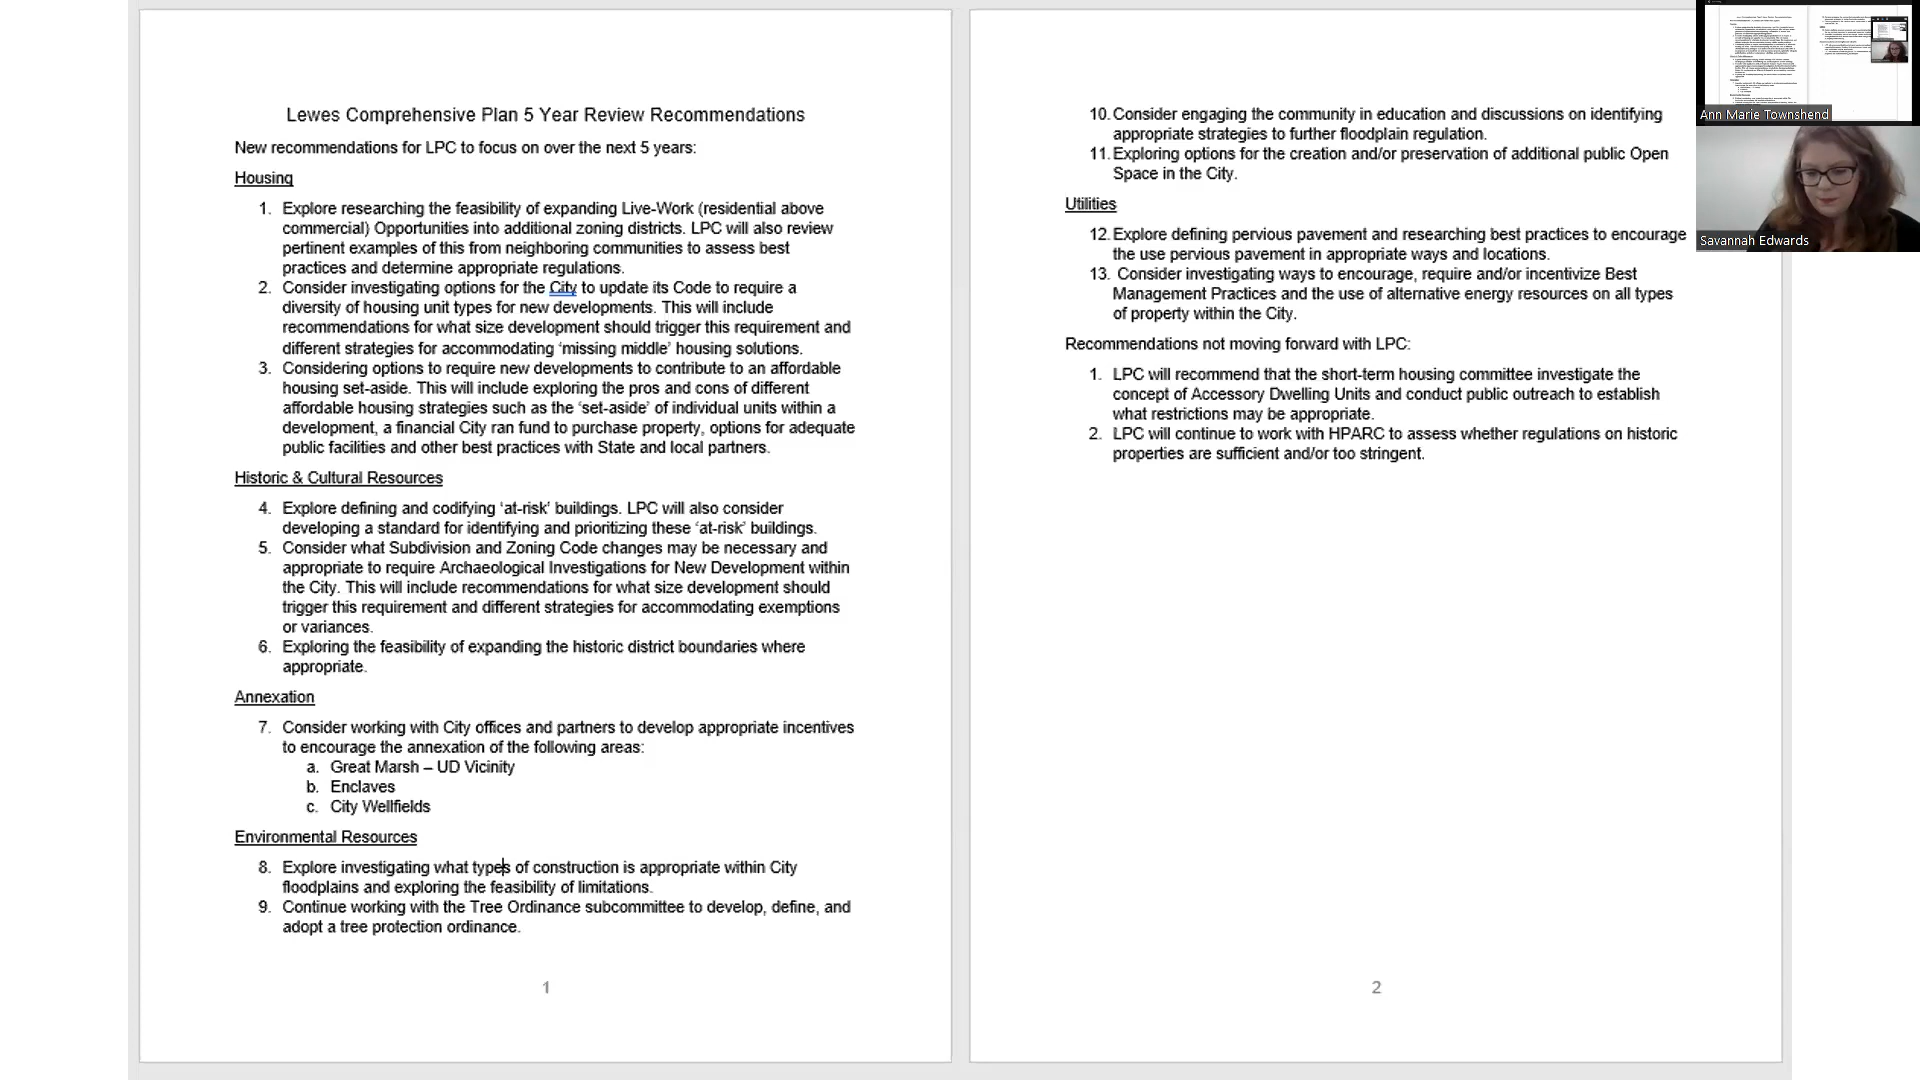 Lewes Comprehensive Plan 5 Year Review Recommendations
New recommendations for LPC to focus on over the next 5 years:
Housing
1. Explore researching the feasibility of expanding Live-Work (residential above
commercial) Opportunities into additional zoning districts. LPC will also review
pertinent examples of this from neighboring communities to assess best
practices and determine appropriate regulations.
2. Consider investigating options for the City to update its Code to require a
diversity of housing unit types for new developments. This will include
recommendations for what size development should trigger this requirement and
different strategies for accommodating ‘missing middle’ housing solutions.
3. Considering options to require new developments to contribute to an affordable
housing set-aside. This will include exploring the pros and cons of different
affordable housing strategies such as the ‘set-aside’ of individual units within a
development, a financial City ran fund to purchase property, options for adequate
public facilities and other best practices with State and local partners.
Historic & Cultural Resources
4. Explore defining and codifying ‘at-risk’ buildings. LPC will also consider
developing a standard for identifying and prioritizing these ‘at-risk’ buildings.
5. Consider what Subdivision and Zoning Code changes may be necessary and
appropriate to require Archaeological Investigations for New Development within
the City. This will include recommendations for what size development should
trigger this requirement and different strategies for accommodating exemptions
or variances.
6. Exploring the feasibility of expanding the historic district boundaries where
appropriate.
Annexation
7. Consider working with City offices and partners to develop appropriate incentives
to encourage the annexation of the following areas:
a. Great Marsh – UD Vicinity
b. Enclaves
c. City Wellfields
Environmental Resources
8. Explore investigating what types of construction is appropriate within City
floodplains and exploring the feasibility of limitations.
9. Continue working with the Tree Ordinance subcommittee to develop, define, and
adopt a tree protection ordinance.
1
10. Consider engaging the community in education and discussions on identifying
appropriate strategies to further floodplain regulation.
11. Exploring options for the creation and/or preservation of additional public Open
Space in the City.
Utilities
12. Explore defining pervious pavement and researching best practices to encourage
the use pervious pavement in appropriate ways and locations.
13. Consider investigating ways to encourage, require and/or incentivize Best
Management Practices and the use of alternative energy resources on all types
of property within the City.
Recommendations not moving forward with LPC:
1. LPC will recommend that the short-term housing committee investigate the
concept of Accessory Dwelling Units and conduct public outreach to establish
what restrictions may be appropriate.
2. LPC will continue to work with HPARC to assess whether regulations on historic
properties are sufficient and/or too stringent.
2
Ann Marie Townshend
Savannah Edwards